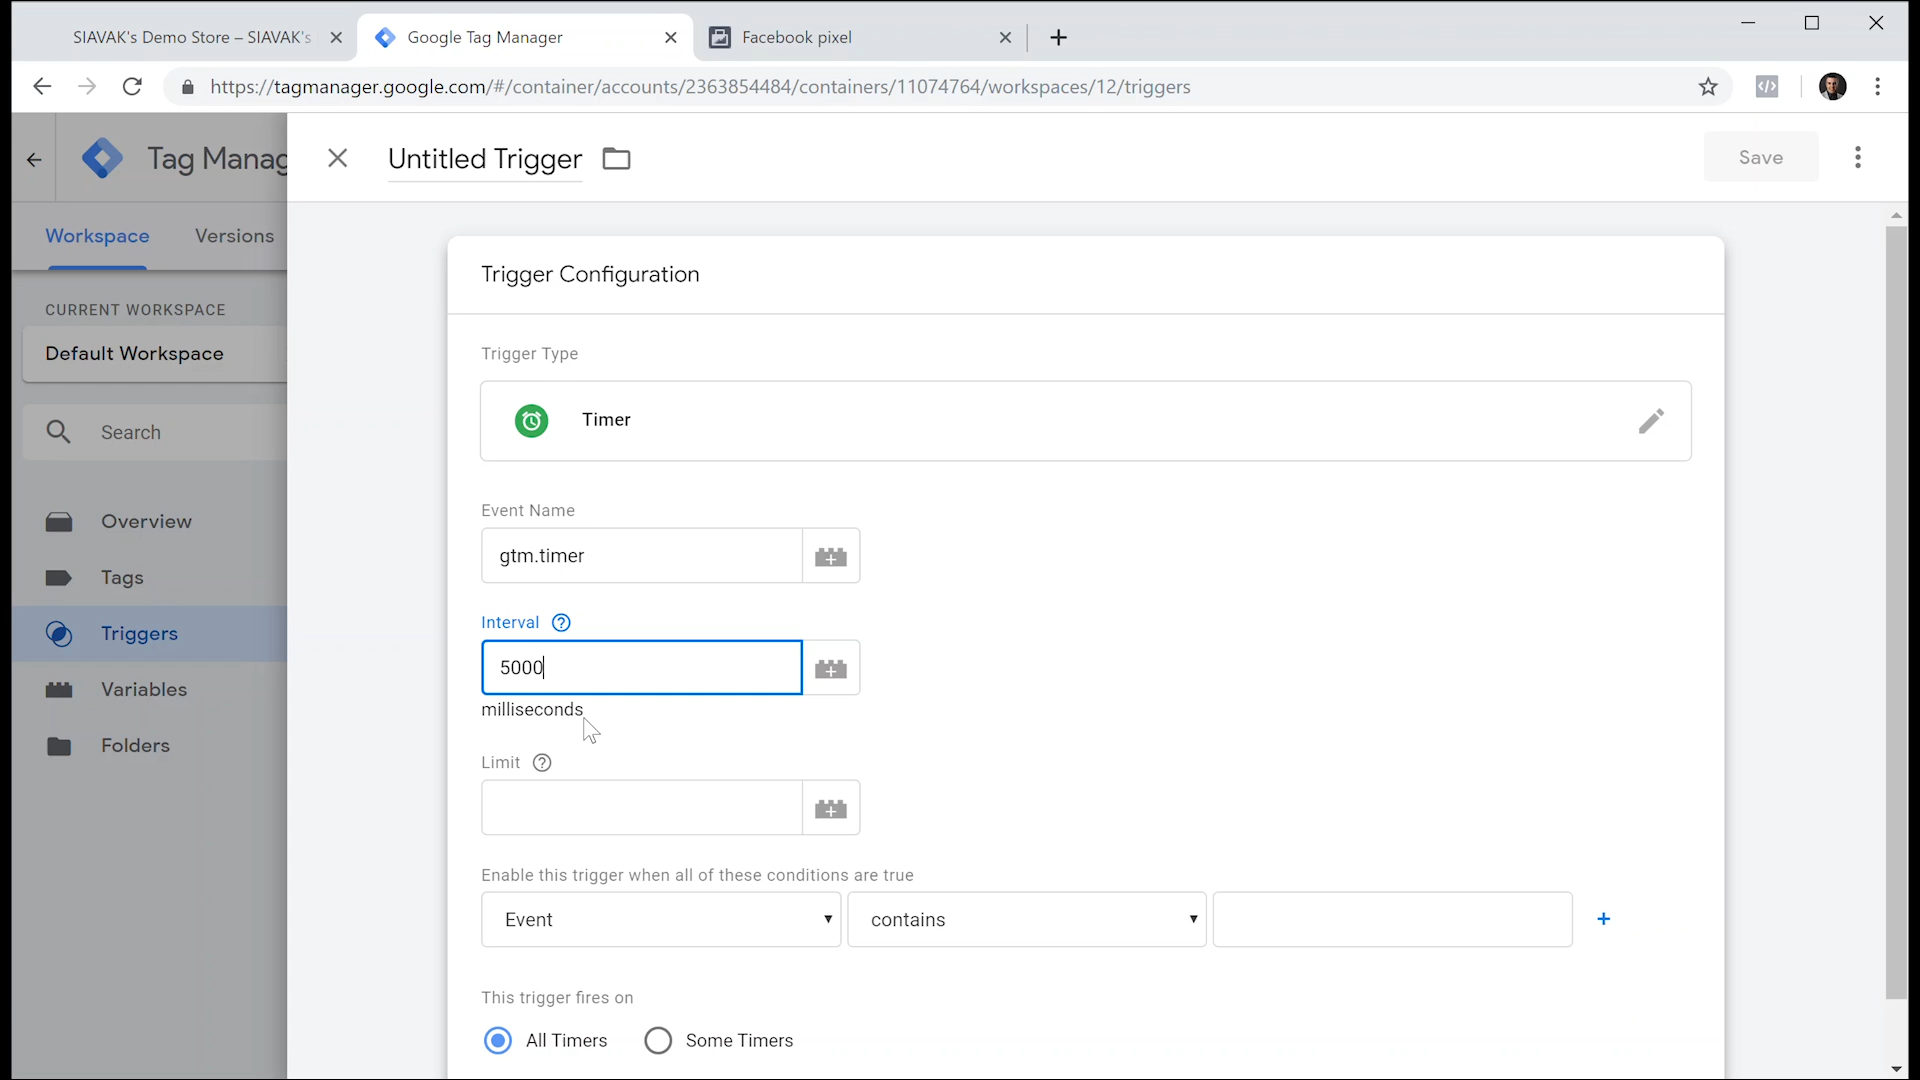 SIAVAK's Demo Store – SIAVAK's
Google Tag Manager
Facebook pixel
https://tagmanager.google.com/#/container/accounts/2363854484/containers/11074764/workspaces/12/triggers
Tag Manag
Untitled Trigger
Save
Workspace
Versions
CURRENT WORKSPACE
Default Workspace
Search
Overview
Tags
Triggers
Variables
Folders
Trigger Configuration
Trigger Type
Timer
Event Name
gtm.timer
Interval ?
5000
milliseconds
Limit ?
Enable this trigger when all of these conditions are true
Event
contains
+
This trigger fires on
All Timers
Some Timers